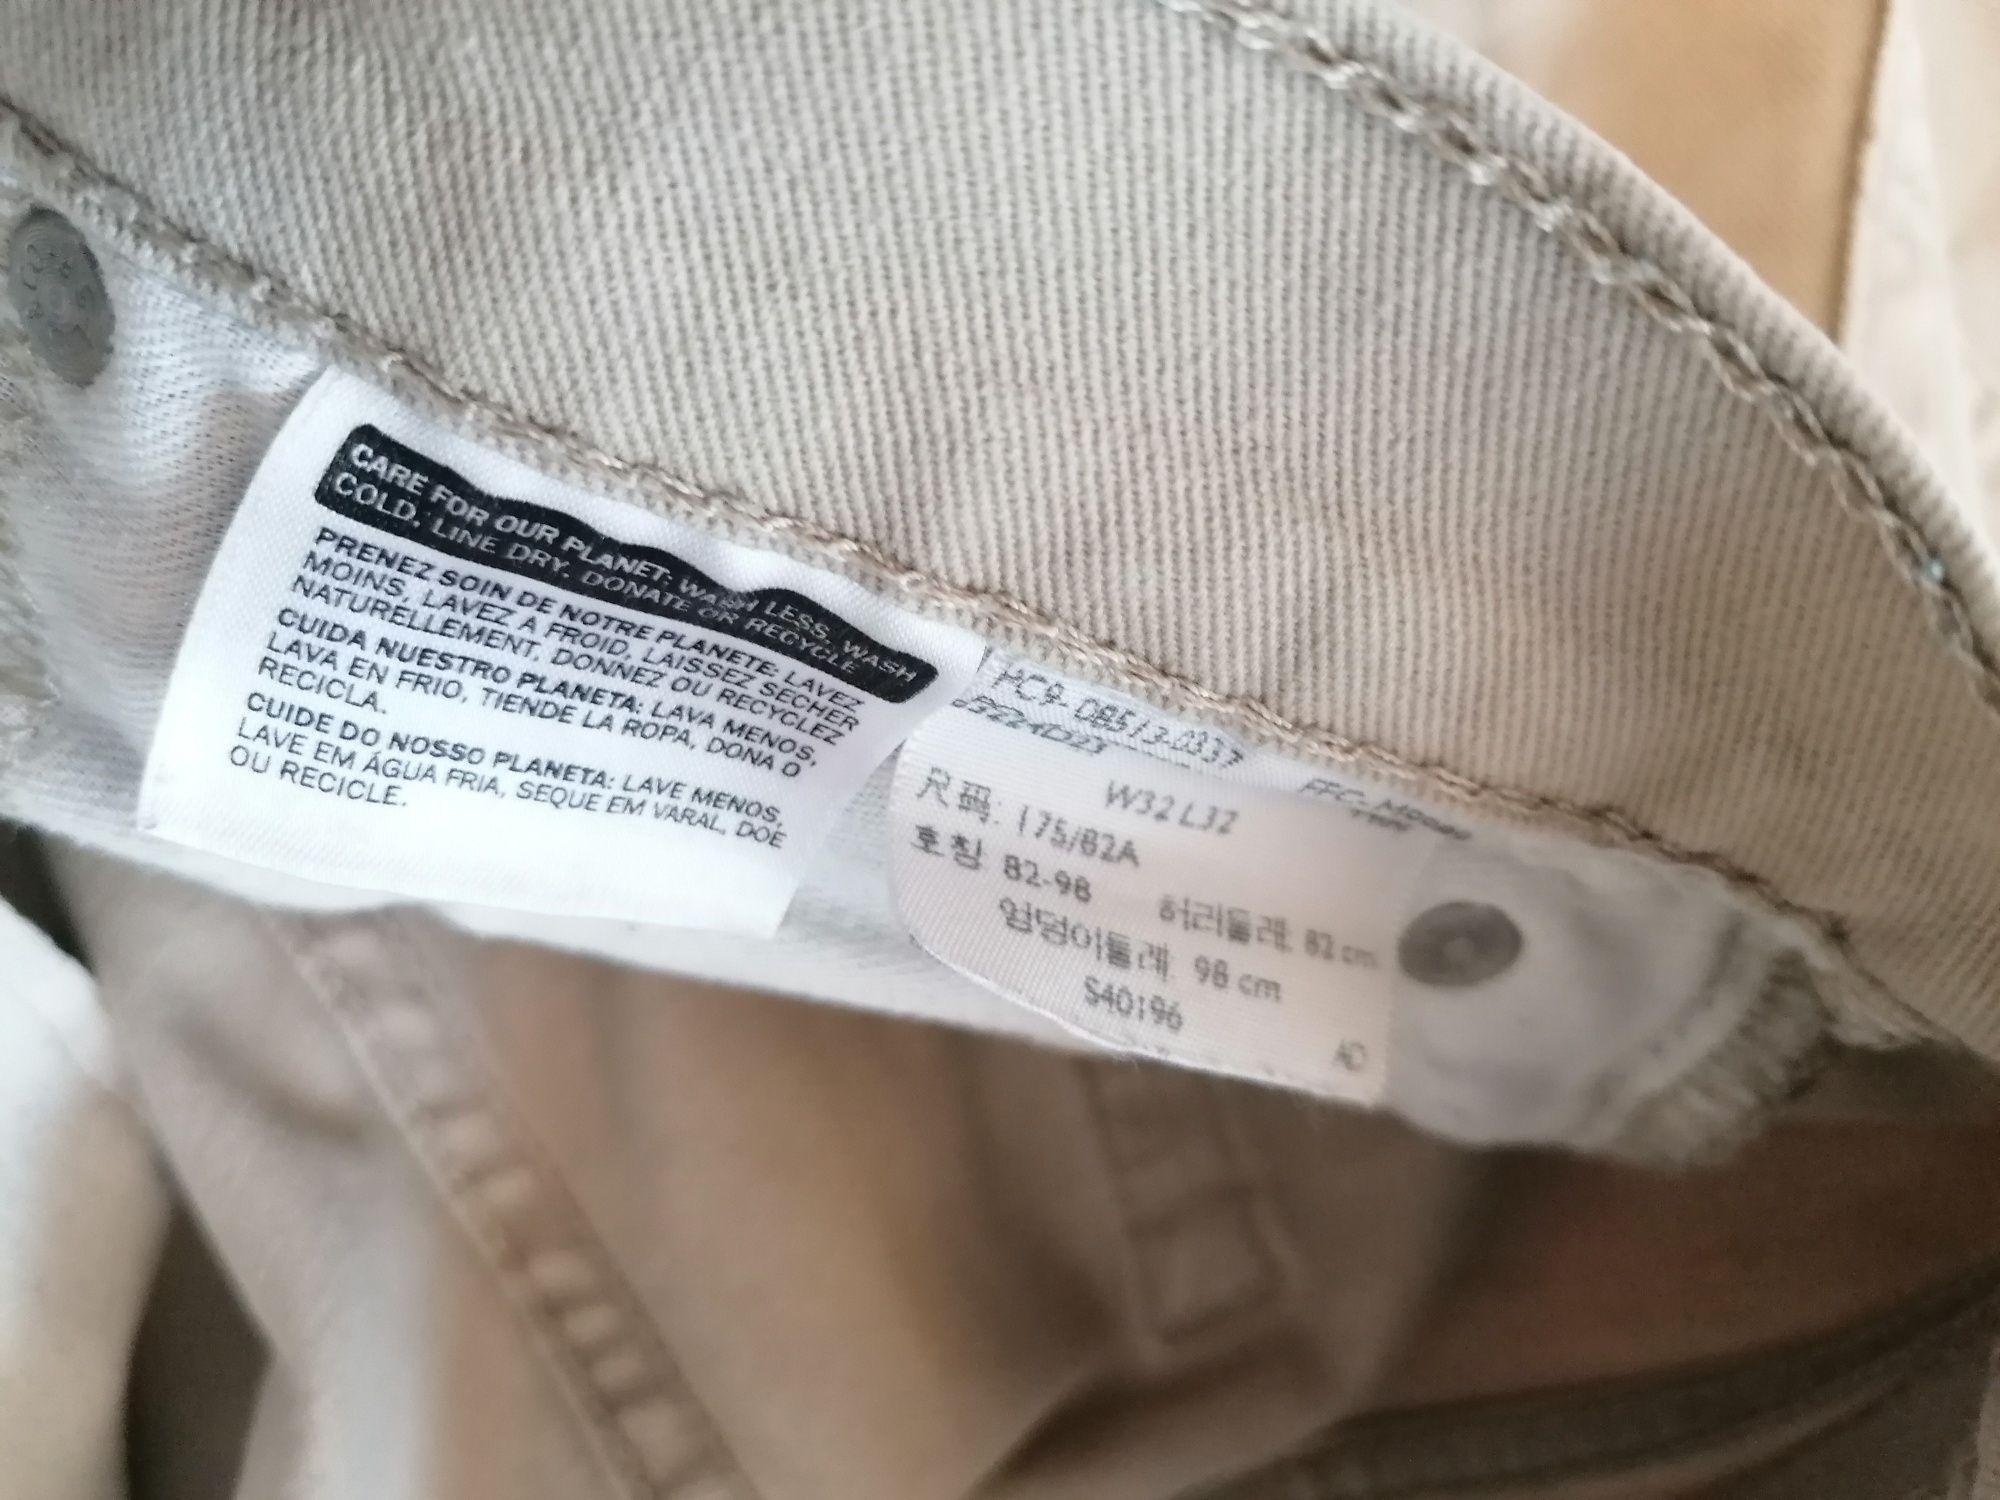 CARE FOR OUR PLANET: WASH LESS, WASH
COLD, LINE DRY, DONATE OR RECYCLE
PRENEZ SOIN DE NOTRE PLANETE: LAVEZ
MOINS, LAVEZ A FROID, LAISSEZ SECHER
NATURELLEMENT, DONNEZ OU RECYCLEZ
CUIDA NUESTRO PLANETA: LAVA MENOS,
LAVA EN FRIO, TIENDE LA ROPA, DONA O
RECICLA.
CUIDE DO NOSSO PLANETA: LAVE MENOS,
LAVE EM ÁGUA FRIA, SEQUE EM VARAL, DOE
OU RECICLE.
PC9- 08513-0337
W32 L32
尺码: 175/82A
호칭 82-98
허리둘레 82 cm
엉덩이둘레 98 cm
S40196
AD